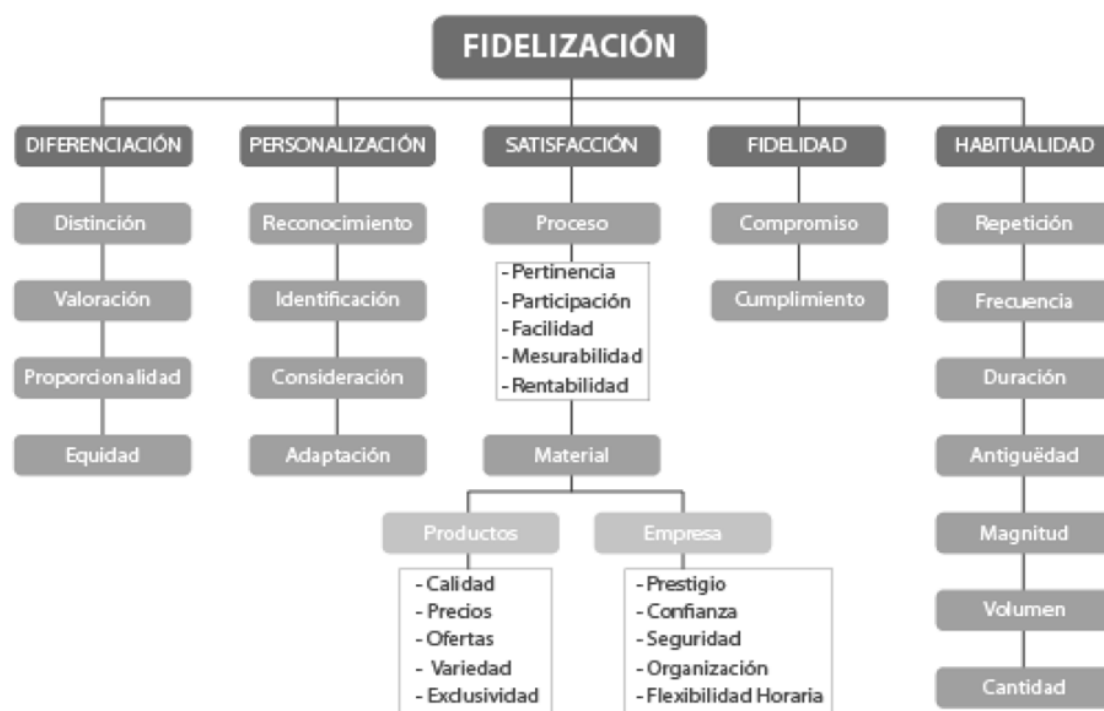 FIDELIZACIÓN
DIFERENCIACIÓN
Distinción
Valoración
Proporcionalidad
Equidad
PERSONALIZACIÓN
Reconocimiento
Identificación
Consideración
Adaptación
SATISFACCIÓN
Proceso
- Pertinencia
- Participación
- Facilidad
- Mesurabilidad
- Rentabilidad
Material
Productos
- Calidad
- Precios
- Ofertas
- Variedad
- Exclusividad
Empresa
- Prestigio
- Confianza
- Seguridad
- Organización
- Flexibilidad Horaria
FIDELIDAD
Compromiso
Cumplimiento
HABITUALIDAD
Repetición
Frecuencia
Duración
Antiguëdad
Magnitud
Volumen
Cantidad